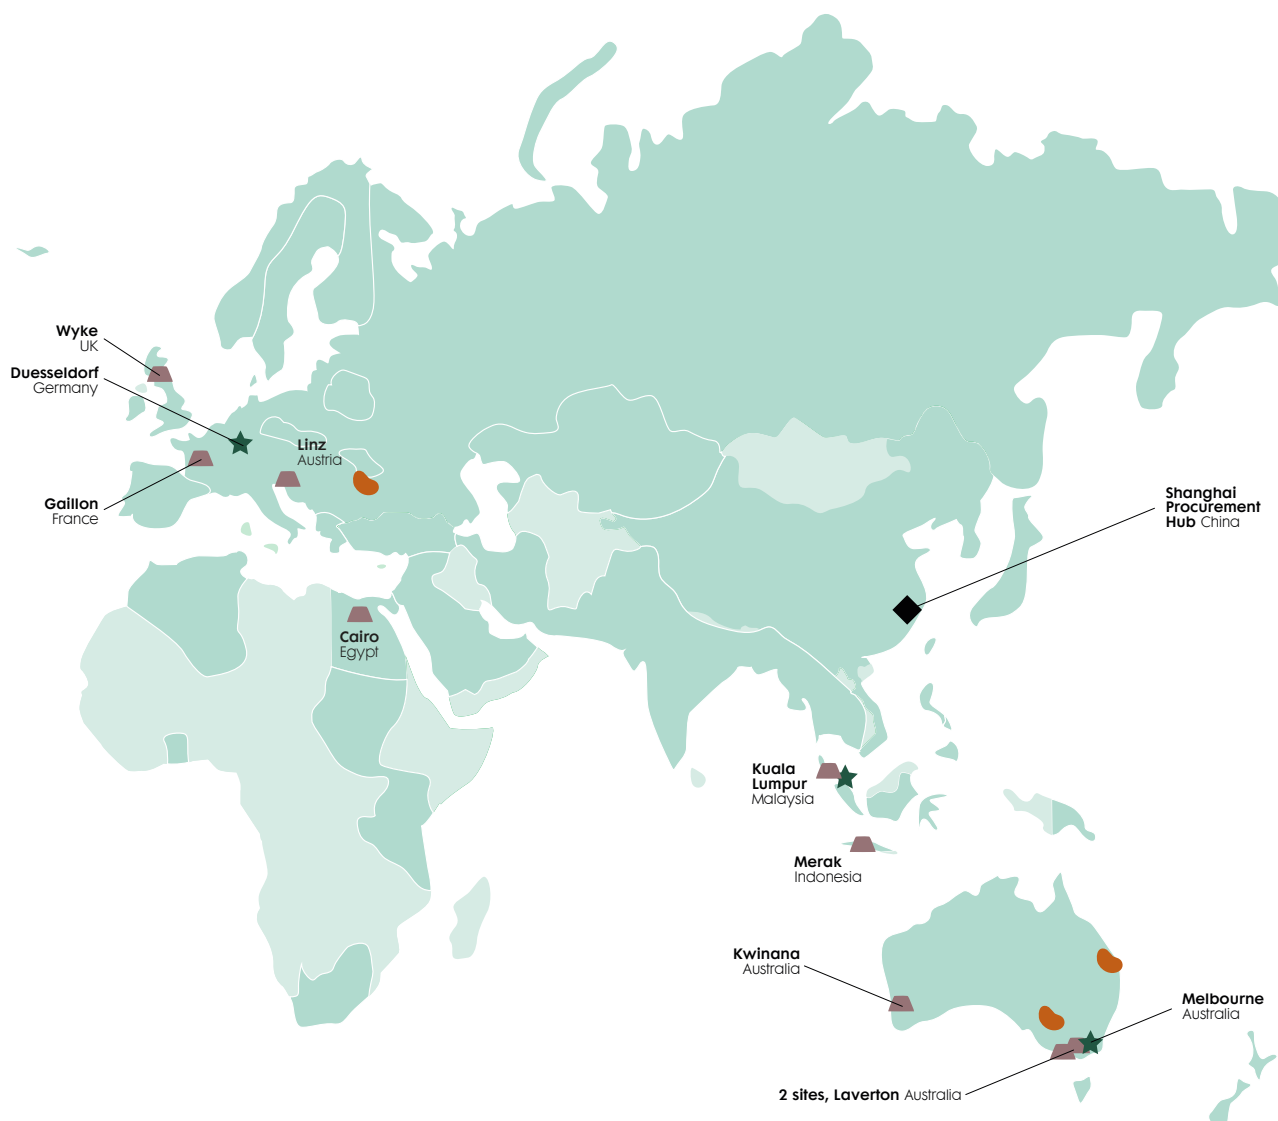 Wyke
UK
Duesseldorf
Germany
Linz
Austria
Gaillon
France
Shanghai
Procurement
Hub China
Cairo
Egypt
Kuala
Lumpur
Malaysia
Merak
Indonesia
Kwinana
Australia
Melbourne
Australia
2 sites, Laverton Australia